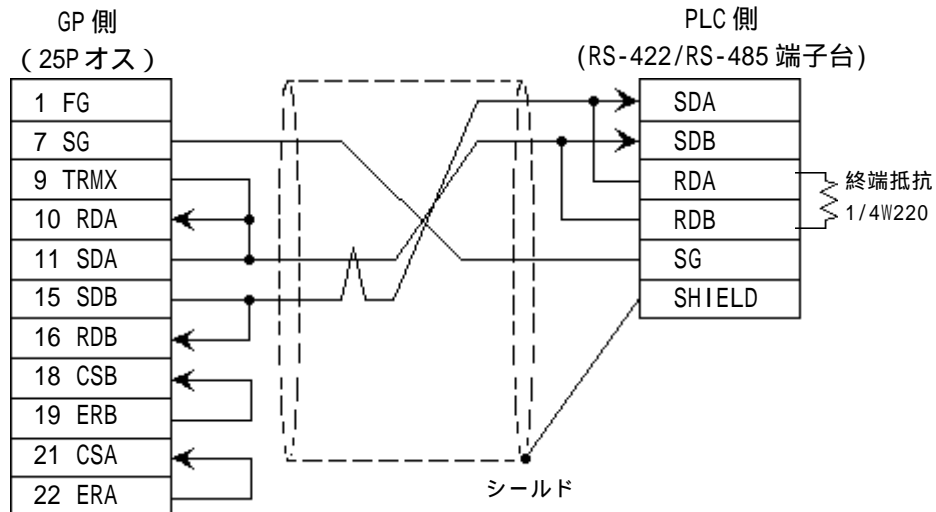 GP 側
( 25P オス )
1 FG
7 SG
9 TRMX
10 RDA
11 SDA
15 SDB
16 RDB
18 CSB
19 ERB
21 CSA
22 ERA
シールド
PLC 側
(RS-422/RS-485 端子台)
SDA
SDB
RDA
RDB
SG
SHIELD
終端抵抗
1/4W220